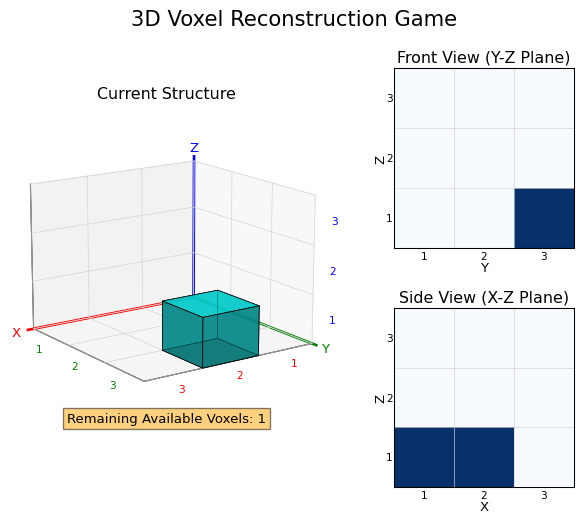 3D Voxel Reconstruction Game
Current Structure
Z
3
2
1
X
Y
1
2
3
3
2
1
Remaining Available Voxels: 1
Front View (Y-Z Plane)
Z
3
2
1
1 2 3
Y
Side View (X-Z Plane)
Z
3
2
1
1 2 3
X